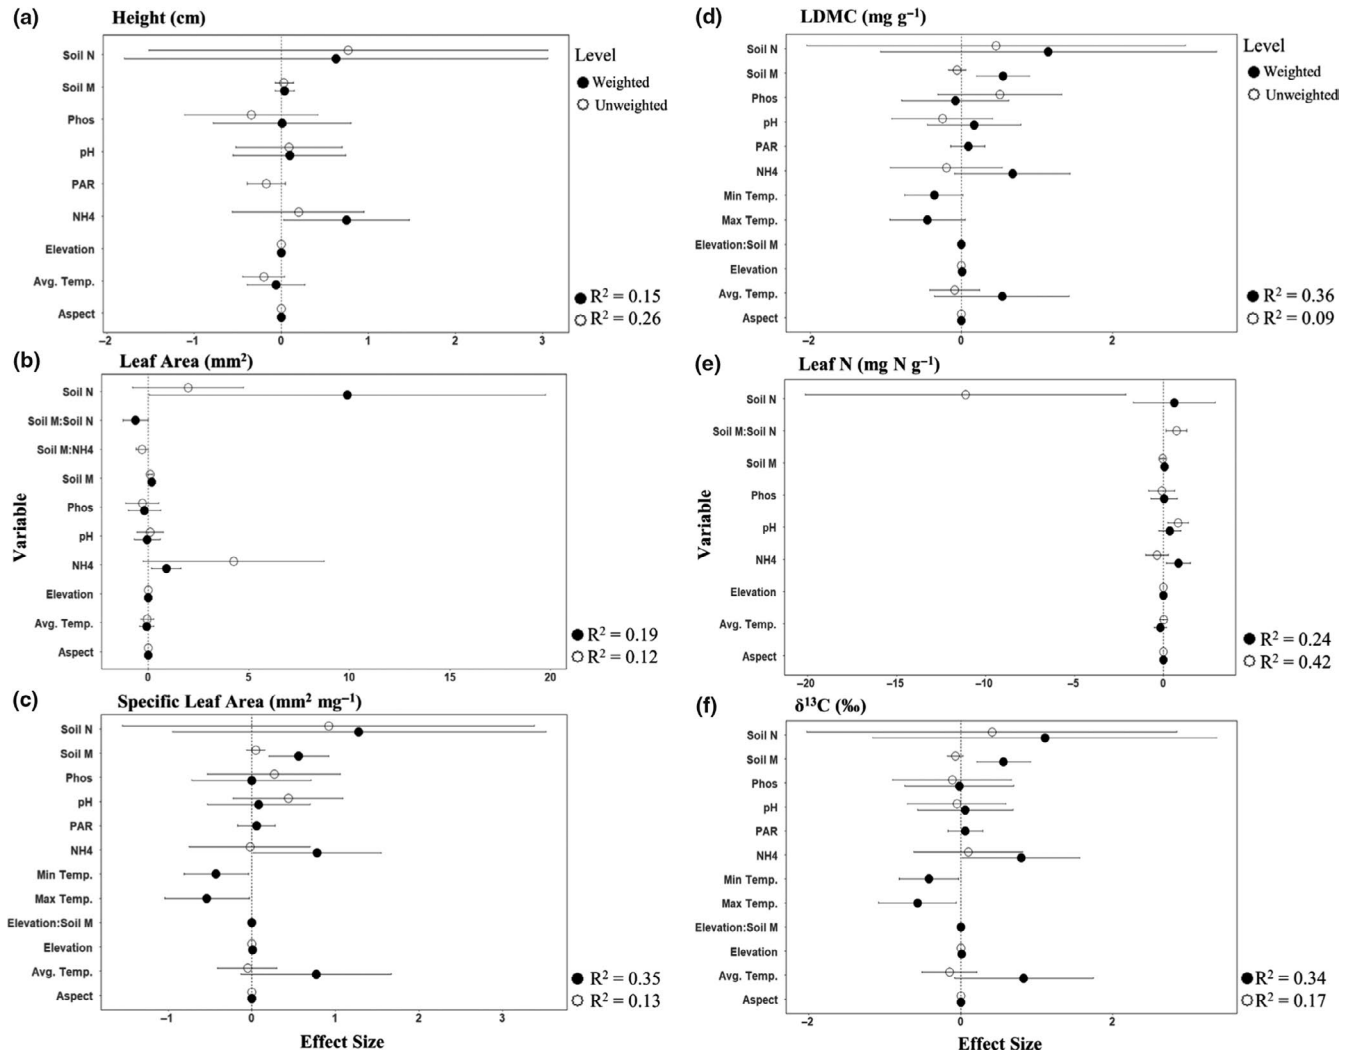 (a) Height (cm)
Soil N
Soil M
Phos
pH
PAR
NH4
Elevation
Avg. Temp.
Aspect
−2 −1 0 1 2 3
Level
Weighted
Unweighted
R² = 0.15
R² = 0.26
(b) Leaf Area (mm²)
Soil N
Soil M:Soil N
Soil M:NH4
Soil M
Phos
pH
NH4
Elevation
Avg. Temp.
Aspect
0 5 10 15 20
Variable
R² = 0.19
R² = 0.12
(c) Specific Leaf Area (mm² mg⁻¹)
Soil N
Soil M
Phos
pH
PAR
NH4
Min Temp.
Max Temp.
Elevation:Soil M
Elevation
Avg. Temp.
Aspect
−1 0 1 2 3
Effect Size
R² = 0.35
R² = 0.13
(d) LDMC (mg g⁻¹)
Soil N
Soil M
Phos
pH
PAR
NH4
Min Temp.
Max Temp.
Elevation:Soil M
Elevation
Avg. Temp.
Aspect
−2 0 2
Level
Weighted
Unweighted
R² = 0.36
R² = 0.09
(e) Leaf N (mg N g⁻¹)
Soil N
Soil M:Soil N
Soil M
Phos
pH
NH4
Elevation
Avg. Temp.
Aspect
−20 −15 −10 −5 0
Variable
R² = 0.24
R² = 0.42
(f) δ¹³C (‰)
Soil N
Soil M
Phos
pH
PAR
NH4
Min Temp.
Max Temp.
Elevation:Soil M
Elevation
Avg. Temp.
Aspect
−2 0 2
Effect Size
R² = 0.34
R² = 0.17